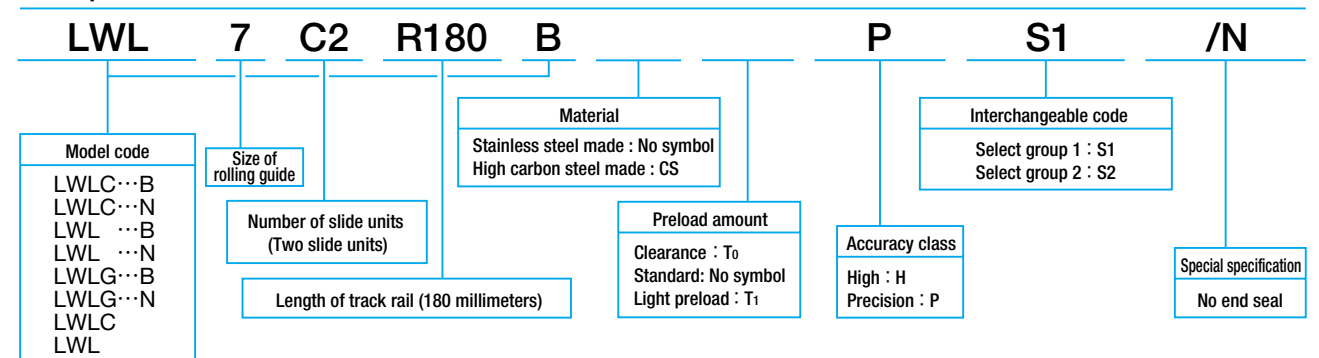 LWL 7 C2 R180 B P S1 /N
Model code
LWLC…B
LWLC…N
LWL …B
LWL …N
LWLG…B
LWLG…N
LWLC
LWL
Size of
rolling guide
Number of slide units
(Two slide units)
Length of track rail (180 millimeters)
Material
Stainless steel made : No symbol
High carbon steel made : CS
Preload amount
Clearance : T₀
Standard: No symbol
Light preload : T₁
Accuracy class
High : H
Precision : P
Interchangeable code
Select group 1 : S1
Select group 2 : S2
Special specification
No end seal